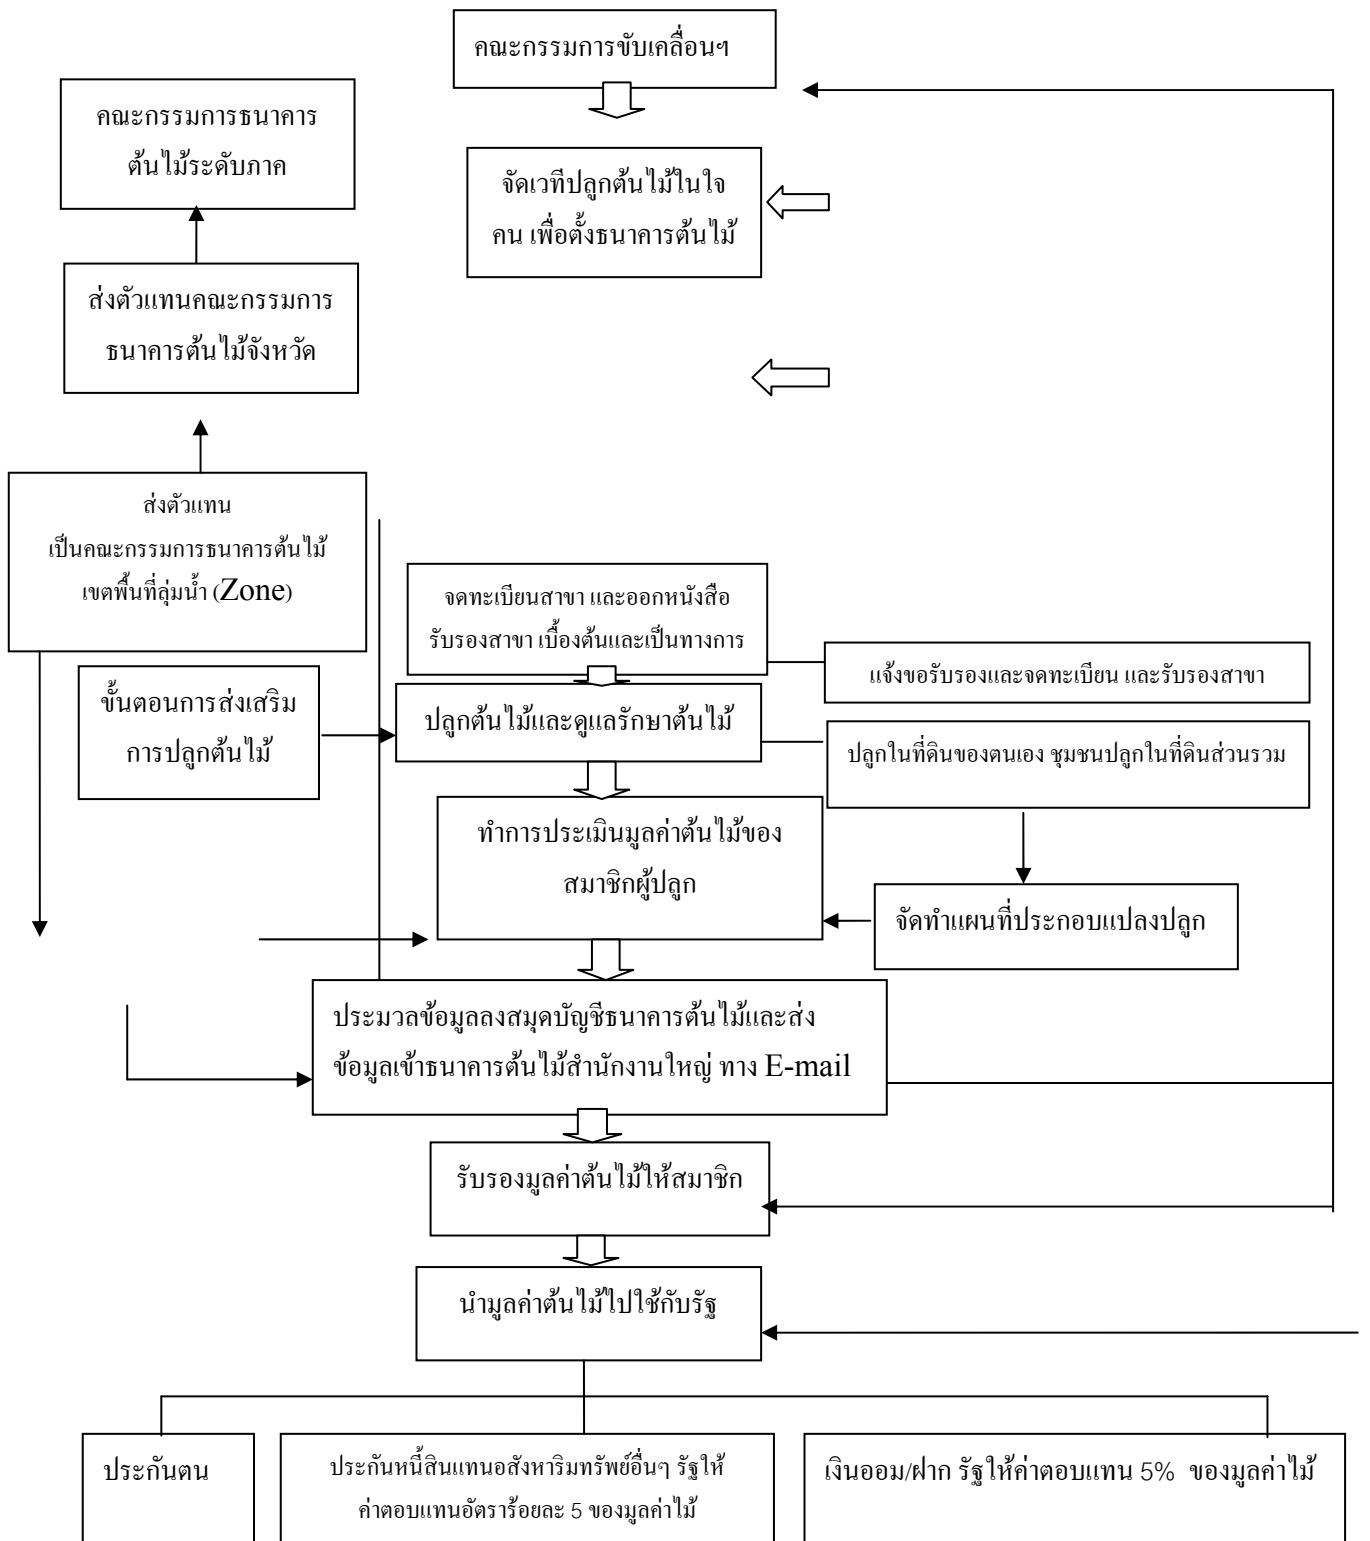 คณะกรรมการขับเคลื่อนฯ
คณะกรรมการธนาคาร
ต้นไม้ระดับภาค
จัดเวทีปลูกต้นไม้ในใจ
คน เพื่อตั้งธนาคารต้นไม้
ส่งตัวแทนคณะกรรมการ
ธนาคารต้นไม้จังหวัด
ส่งตัวแทน
เป็นคณะกรรมการธนาคารต้นไม้
เขตพื้นที่ลุ่มน้ำ (Zone)
จดทะเบียนสาขา และออกหนังสือ
รับรองสาขา เบื้องต้นและเป็นทางการ
แจ้งขอรับรองและจดทะเบียน และรับรองสาขา
ขั้นตอนการส่งเสริม
การปลูกต้นไม้
ปลูกต้นไม้และดูแลรักษาต้นไม้
ปลูกในที่ดินของตนเอง ชุมชนปลูกในที่ดินส่วนรวม
ทำการประเมินมูลค่าต้นไม้ของ
สมาชิกผู้ปลูก
จัดทำแผนที่ประกอบแปลงปลูก
ประมวลข้อมูลลงสมุดบัญชีธนาคารต้นไม้และส่ง
ข้อมูลเข้าธนาคารต้นไม้สำนักงานใหญ่ ทาง E-mail
รับรองมูลค่าต้นไม้ให้สมาชิก
นำมูลค่าต้นไม้ไปใช้กับรัฐ
ประกันตน
ประกันหนี้สินแทนอสังหาริมทรัพย์อื่นๆ รัฐให้
ค่าตอบแทนอัตราร้อยละ 5 ของมูลค่าไม้
เงินออม/ฝาก รัฐให้ค่าตอบแทน 5% ของมูลค่าไม้